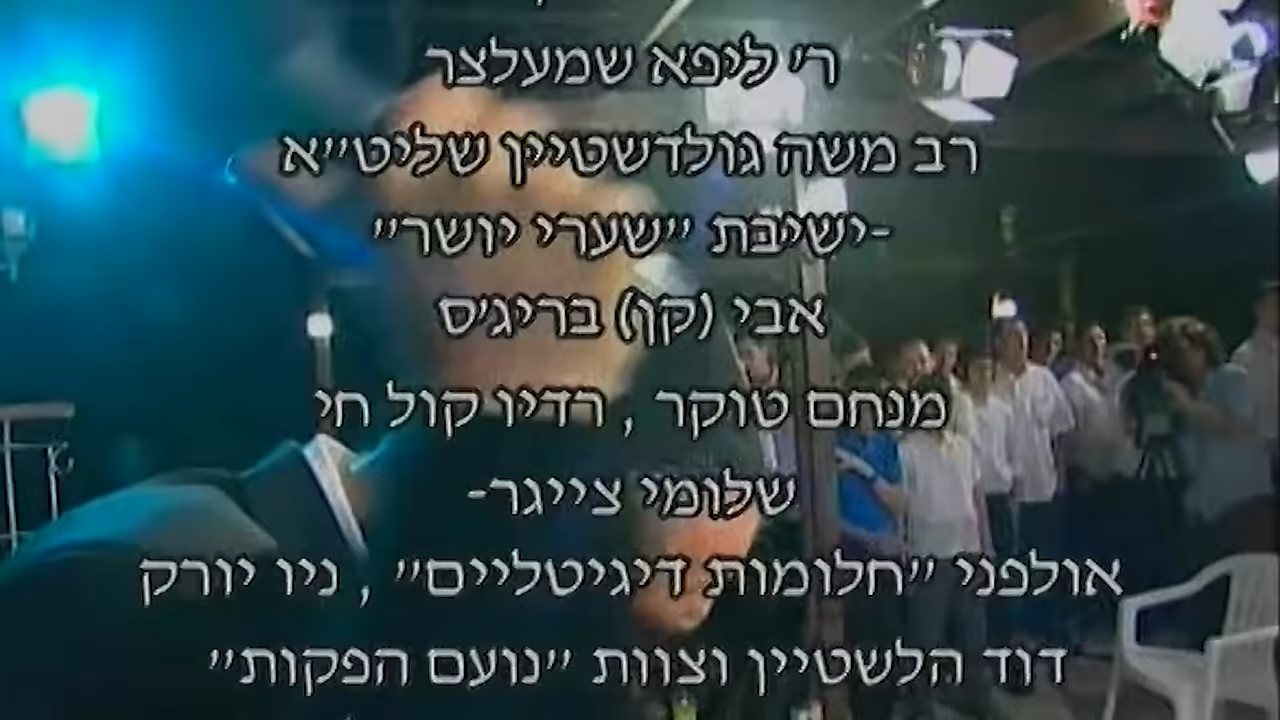 ר׳ ליפא שמעלצר
רב משה גולדשטיין שליט״א
-ישיבת ״שערי יושר״
אבי (קן) בריג׳ס
מנחם טוקר , רדיו קול חי
שלומי צייגר-
אולפני ״חלומות דיגיטליים״ , ניו יורק
דוד הלשטיין וצוות ״נועם הפקות״